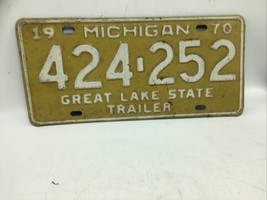 19 MICHIGAN 70
424-252
GREAT LAKE STATE
TRAILER